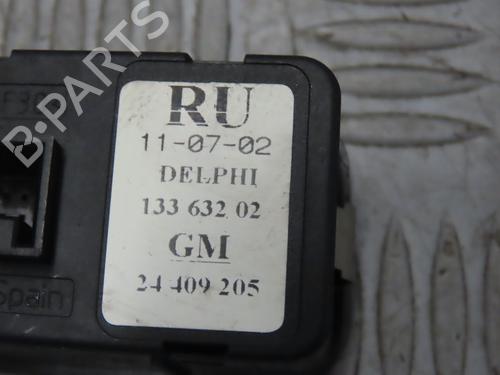 B-PARTS
RU
11-07-02
DELPHI
133 632 02
GM
24 409 205
Spain